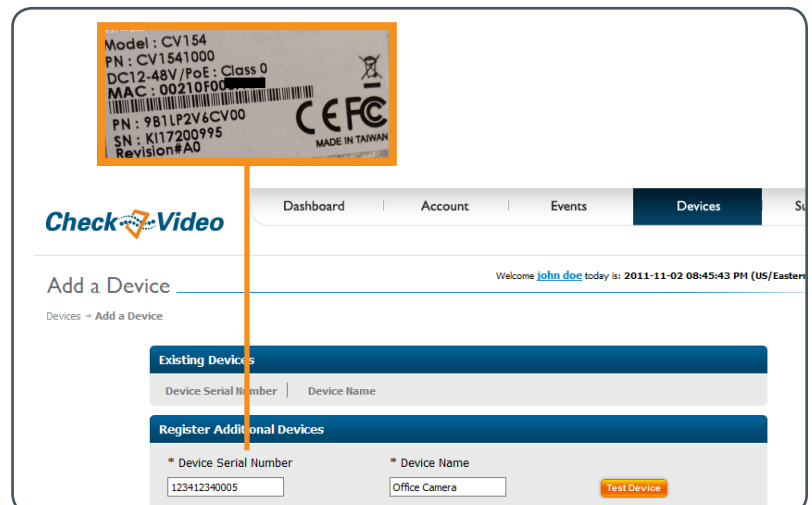 Model : CV154
PN : CV1541000
DC12-48V/PoE : Class 0
MAC : 00210F00
PN : 9B1LP2V6CV00
SN : KI17200995
Revision#A0
CE FC
MADE IN TAIWAN
CheckVideo
Dashboard Account Events Devices Su
Add a Device
Welcome john doe today is: 2011-11-02 08:45:43 PM (US/Eastern
Devices → Add a Device
Existing Devices
Device Serial Number Device Name
Register Additional Devices
* Device Serial Number * Device Name
123412340005 Office Camera Test Device